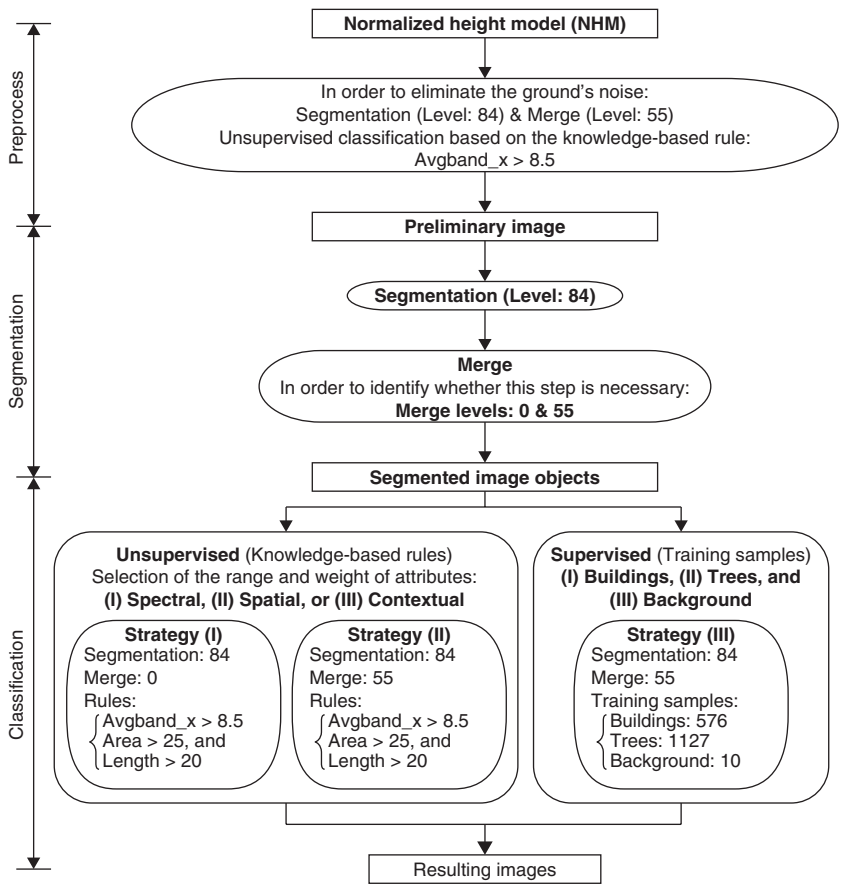 Normalized height model (NHM)
Preprocess
In order to eliminate the ground's noise:
Segmentation (Level: 84) & Merge (Level: 55)
Unsupervised classification based on the knowledge-based rule:
Avgband_x > 8.5
Preliminary image
Segmentation
Segmentation (Level: 84)
Merge
In order to identify whether this step is necessary:
Merge levels: 0 & 55
Segmented image objects
Classification
Unsupervised (Knowledge-based rules)
Selection of the range and weight of attributes:
(I) Spectral, (II) Spatial, or (III) Contextual
Strategy (I)
Segmentation: 84
Merge: 0
Rules:
Avgband_x > 8.5
Area > 25, and
Length > 20
Strategy (II)
Segmentation: 84
Merge: 55
Rules:
Avgband_x > 8.5
Area > 25, and
Length > 20
Supervised (Training samples)
(I) Buildings, (II) Trees, and
(III) Background
Strategy (III)
Segmentation: 84
Merge: 55
Training samples:
Buildings: 576
Trees: 1127
Background: 10
Resulting images